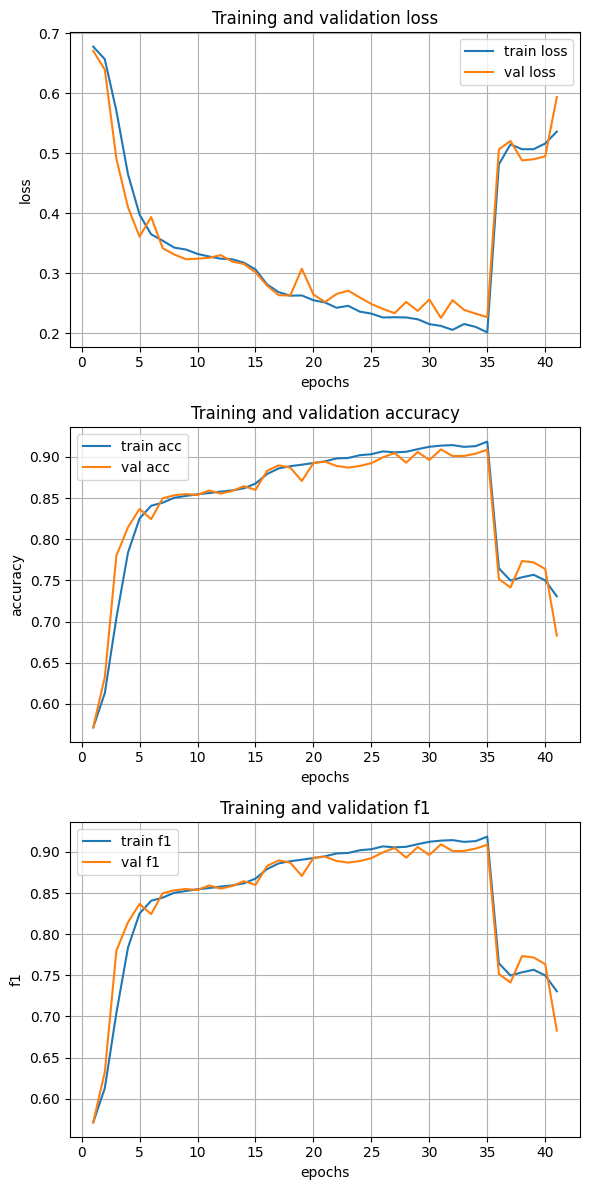 Training and validation loss
0.7
0.6
0.5
0.4
0.3
0.2
loss
train loss
val loss
0 5 10 15 20 25 30 35 40
epochs
Training and validation accuracy
0.90
0.85
0.80
0.75
0.70
0.65
0.60
accuracy
train acc
val acc
0 5 10 15 20 25 30 35 40
epochs
Training and validation f1
0.90
0.85
0.80
0.75
0.70
0.65
0.60
f1
train f1
val f1
0 5 10 15 20 25 30 35 40
epochs